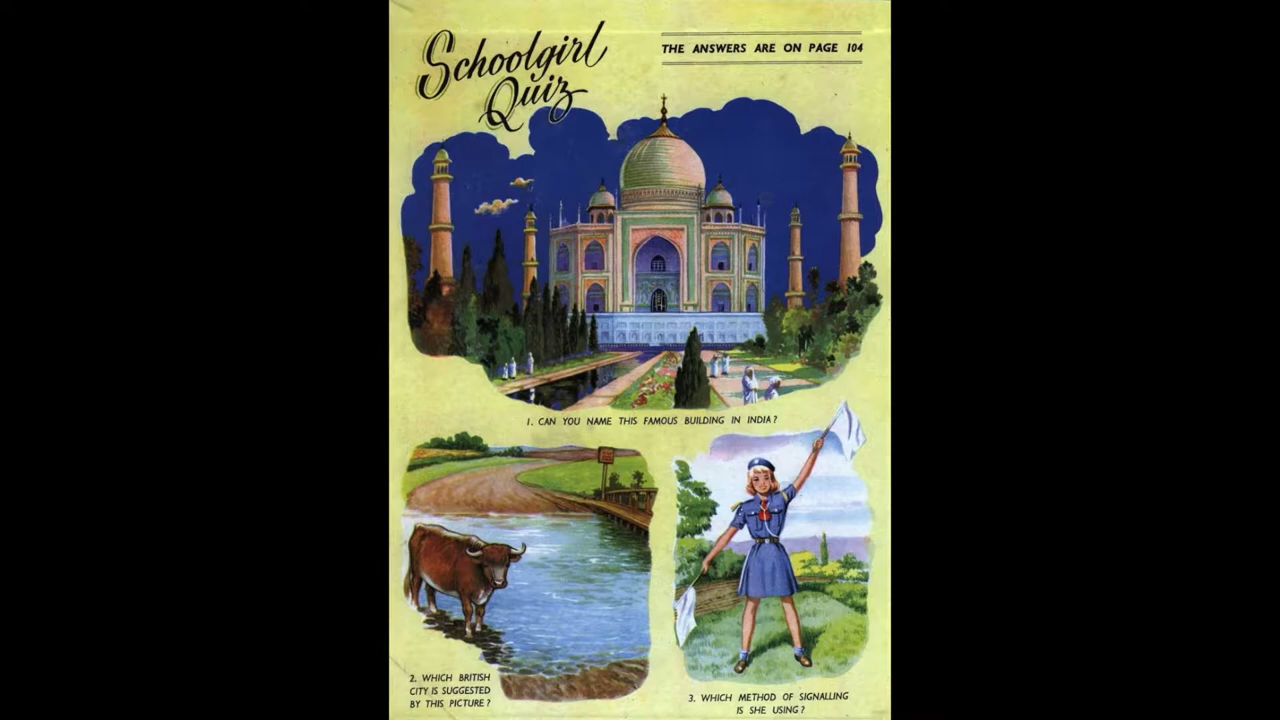 Schoolgirl
Quiz
THE ANSWERS ARE ON PAGE 104
1. CAN YOU NAME THIS FAMOUS BUILDING IN INDIA?
2. WHICH BRITISH
CITY IS SUGGESTED
BY THIS PICTURE?
3. WHICH METHOD OF SIGNALLING
IS SHE USING?